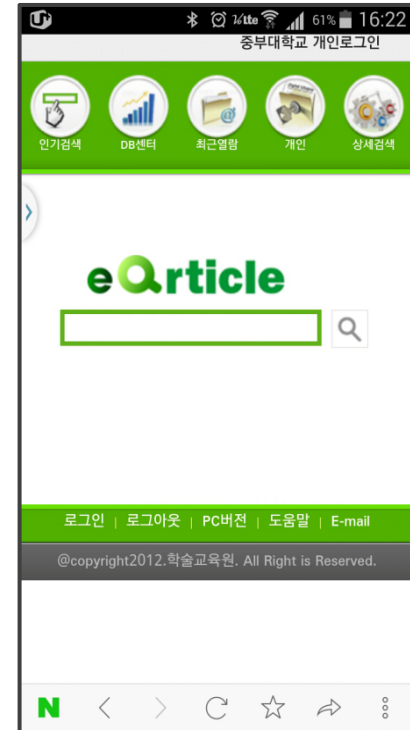 61% 16:22
중부대학교 개인로그인
인기검색 DB센터 최근열람 개인 상세검색
eArticle
로그인 | 로그아웃 | PC버전 | 도움말 | E-mail
@copyright2012.학술교육원. All Right is Reserved.
N